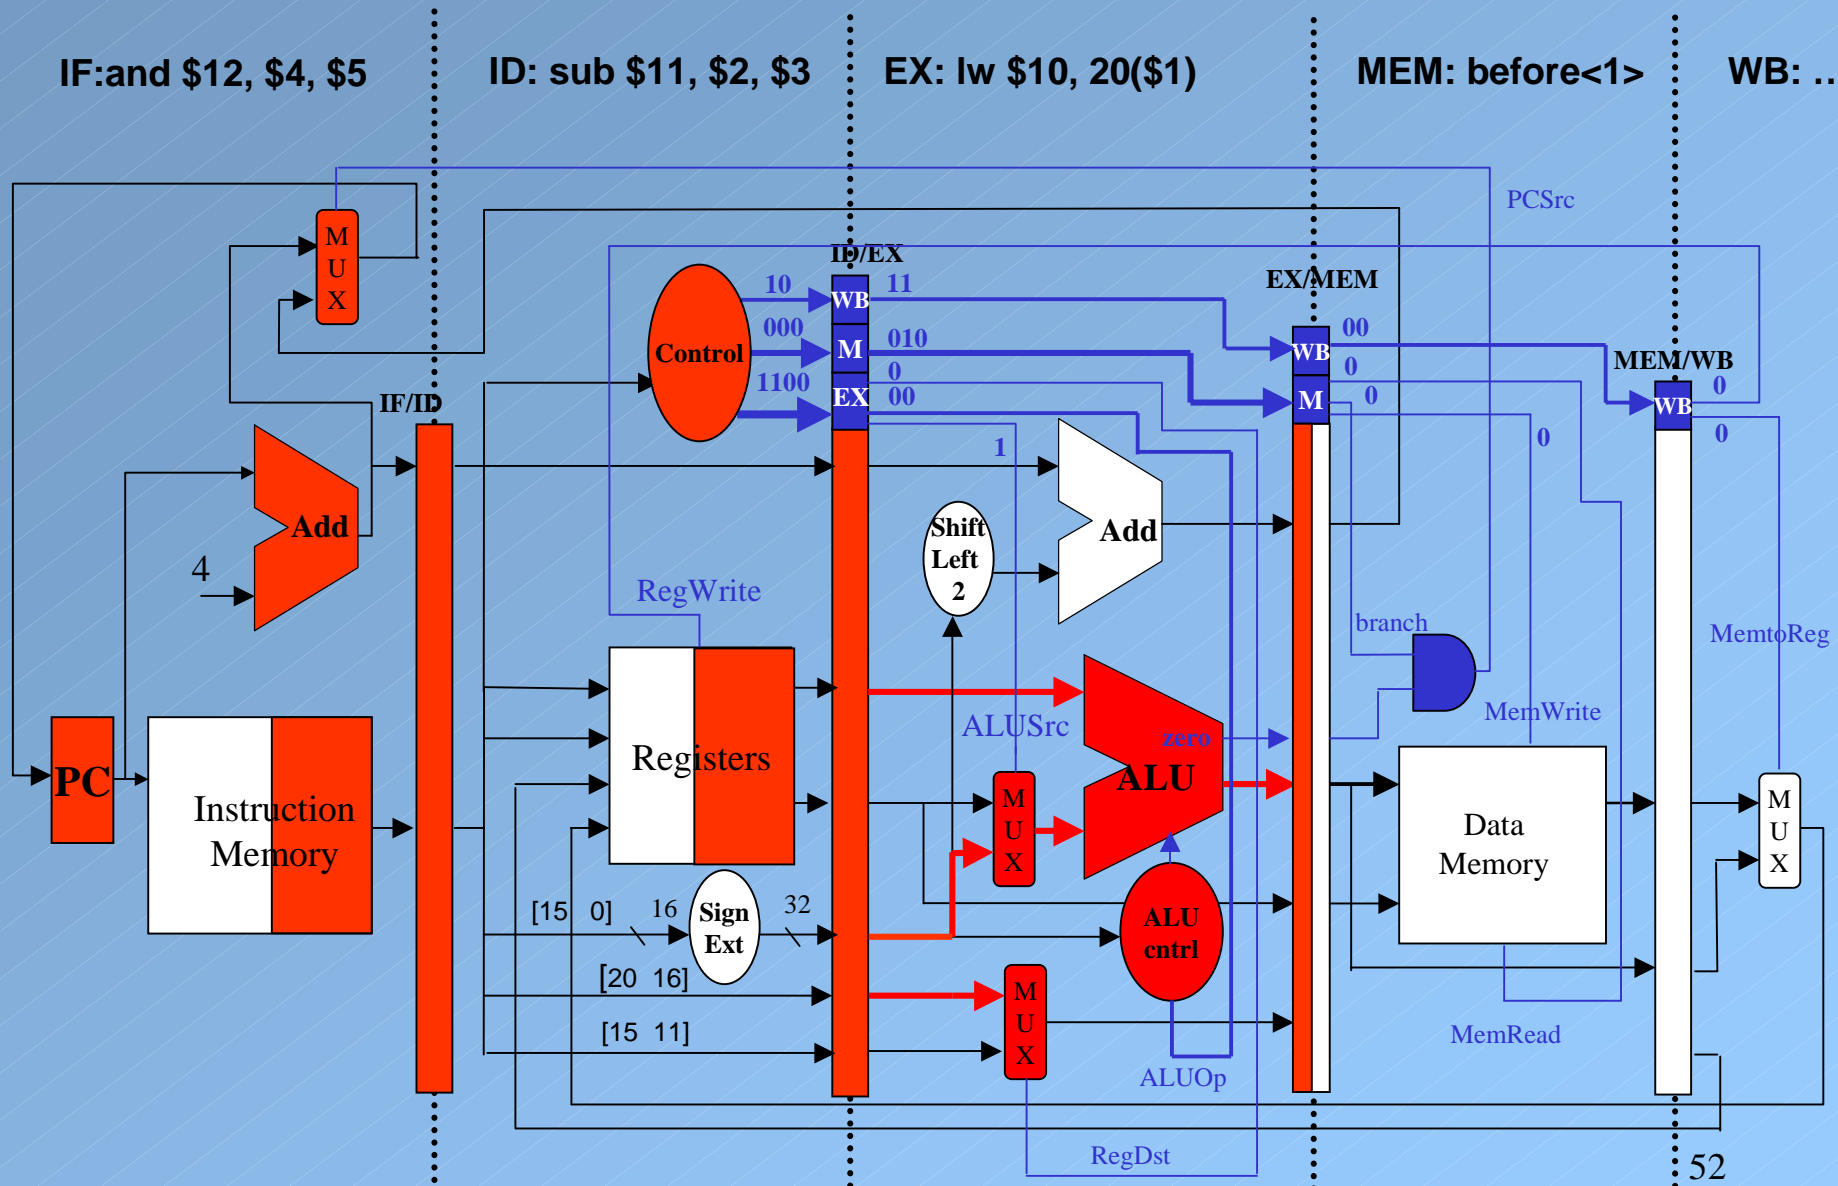 IF:and $12, $4, $5
ID: sub $11, $2, $3
EX: lw $10, 20($1)
MEM: before<1>
WB: ...
PCSrc
M
U
X
ID/EX
EX/MEM
MEM/WB
IF/ID
Control
10
000
1100
WB
M
EX
11
010
0
00
1
WB
M
00
0
0
0
WB
0
0
Add
4
Shift
Left
2
Add
RegWrite
branch
MemtoReg
MemWrite
ALUSrc
zero
PC
Instruction
Memory
Registers
M
U
X
ALU
Data
Memory
M
U
X
[15 0]
16
Sign
Ext
32
ALU
cntrl
[20 16]
[15 11]
M
U
X
MemRead
ALUOp
RegDst
52